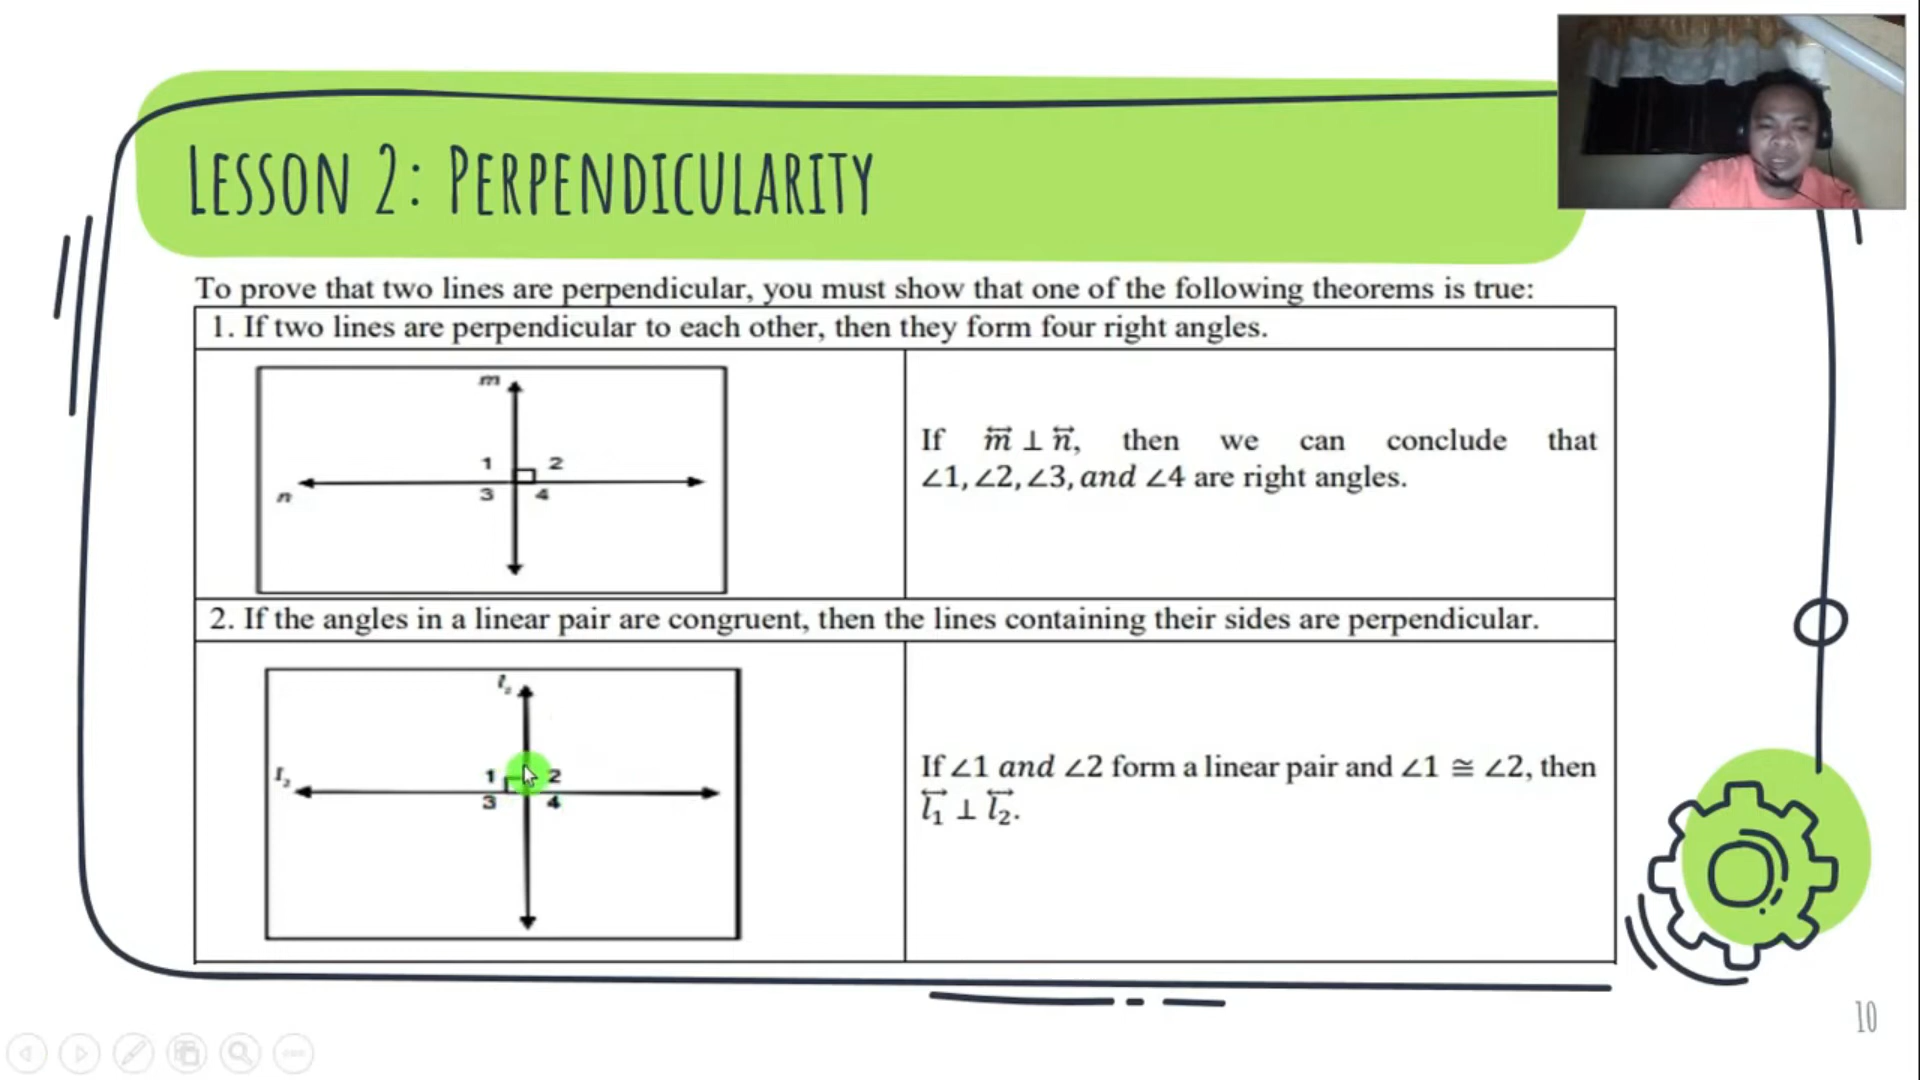 LESSON 2: PERPENDICULARITY
To prove that two lines are perpendicular, you must show that one of the following theorems is true:
1. If two lines are perpendicular to each other, then they form four right angles.
m
1 2
n
3 4
If m⃡ ⊥ n⃡, then we can conclude that
∠1, ∠2, ∠3, and ∠4 are right angles.
2. If the angles in a linear pair are congruent, then the lines containing their sides are perpendicular.
1 2
3 4
If ∠1 and ∠2 form a linear pair and ∠1 ≅ ∠2, then
l₁⃡ ⊥ l₂⃡.
10